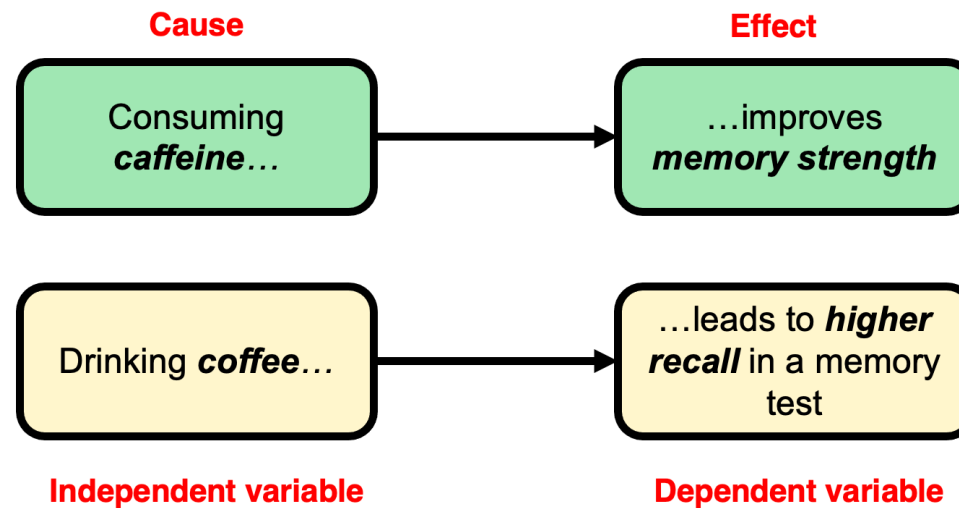 Cause
Effect
Consuming
caffeine…
…improves
memory strength
Drinking coffee…
…leads to higher
recall in a memory
test
Independent variable
Dependent variable